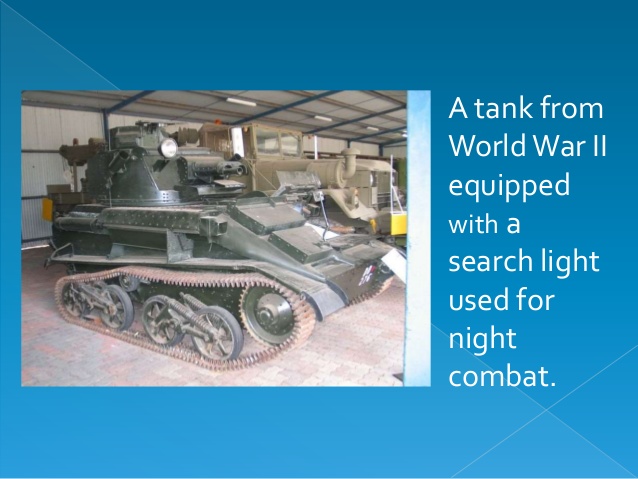 A tank from
World War II
equipped
with a
search light
used for
night
combat.